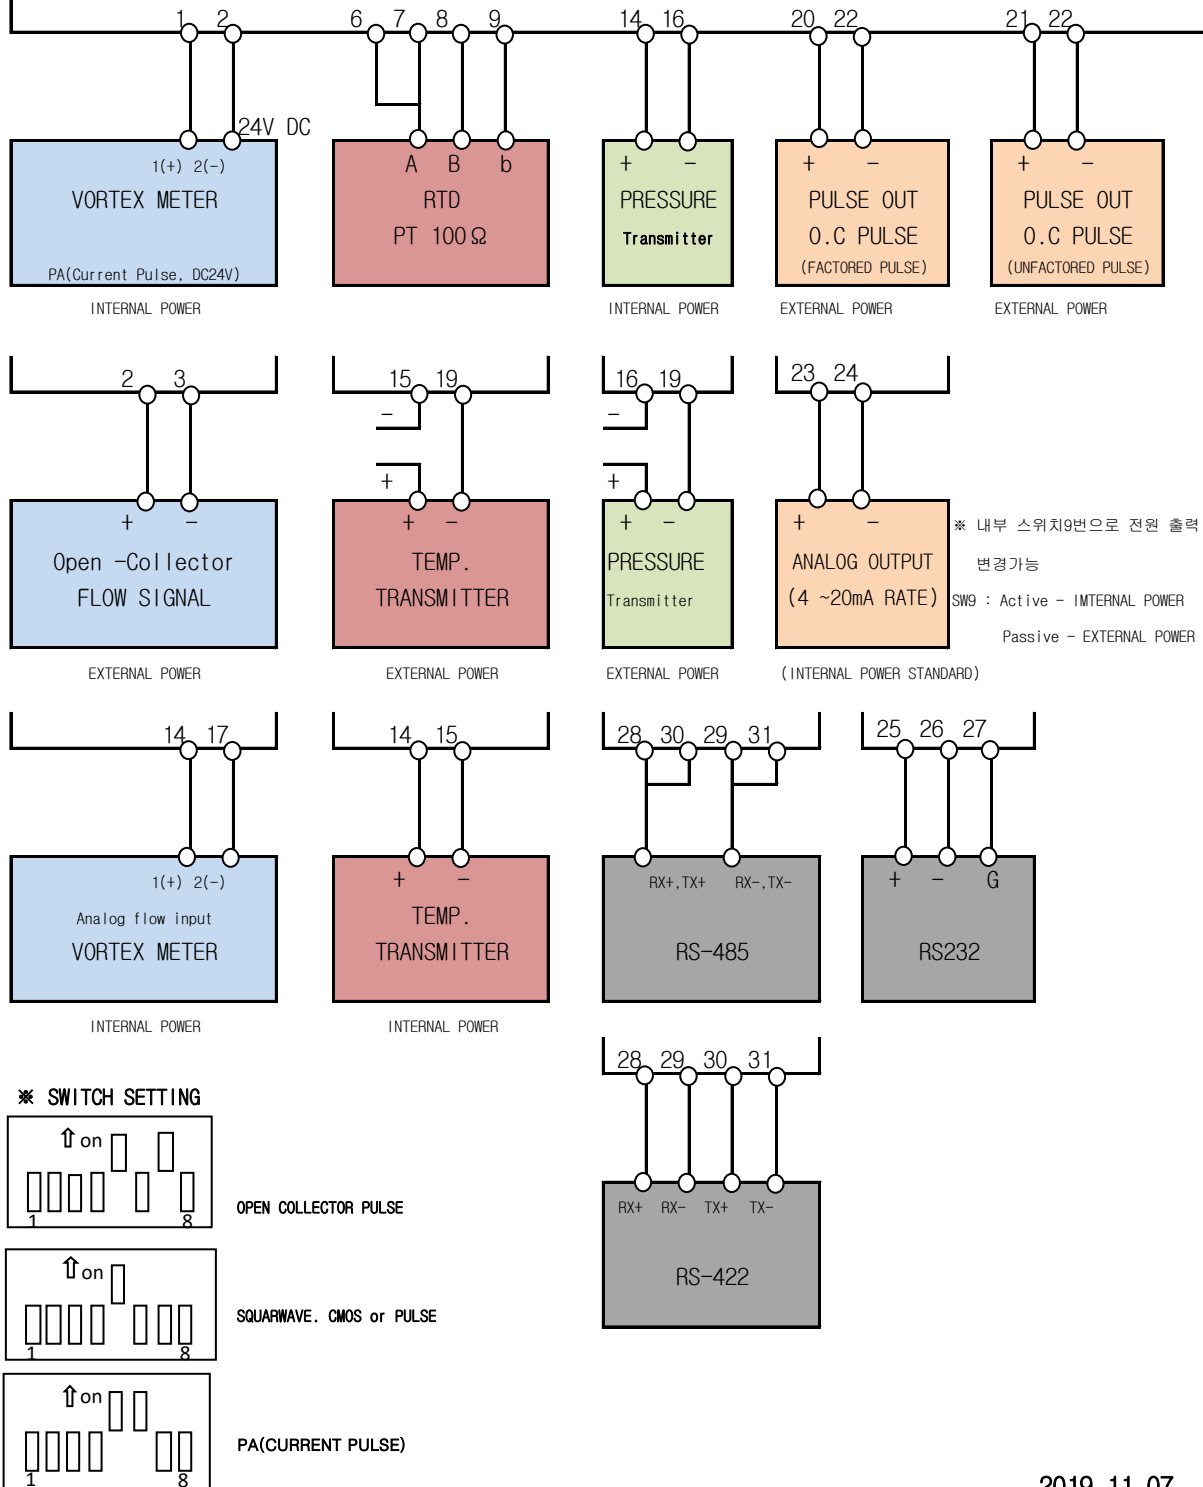 1 2 6 7 8 9 14 16 20 22 21 22
24V DC
1(+) 2(-)
VORTEX METER
PA(Current Pulse, DC24V)
INTERNAL POWER
A B b
RTD
PT 100Ω
+ -
PRESSURE
Transmitter
INTERNAL POWER
+ -
PULSE OUT
O.C PULSE
(FACTORED PULSE)
EXTERNAL POWER
+ -
PULSE OUT
O.C PULSE
(UNFACTORED PULSE)
EXTERNAL POWER
2 3
+ -
Open -Collector
FLOW SIGNAL
EXTERNAL POWER
15 19
-
+
+ -
TEMP.
TRANSMITTER
EXTERNAL POWER
16 19
-
+
+ -
PRESSURE
Transmitter
EXTERNAL POWER
23 24
+ -
ANALOG OUTPUT
(4 ~20mA RATE)
(INTERNAL POWER STANDARD)
※ 내부 스위치9번으로 전원 출력
변경가능
SW9 : Active - IMTERNAL POWER
Passive - EXTERNAL POWER
14 17
1(+) 2(-)
Analog flow input
VORTEX METER
INTERNAL POWER
14 15
+ -
TEMP.
TRANSMITTER
INTERNAL POWER
28 30 29 31
RX+,TX+ RX-,TX-
RS-485
25 26 27
+ - G
RS232
28 29 30 31
RX+ RX- TX+ TX-
RS-422
※ SWITCH SETTING
⇧ on
1 8
OPEN COLLECTOR PULSE
⇧ on
1 8
SQUARWAVE. CMOS or PULSE
⇧ on
1 8
PA(CURRENT PULSE)
2019.11.07